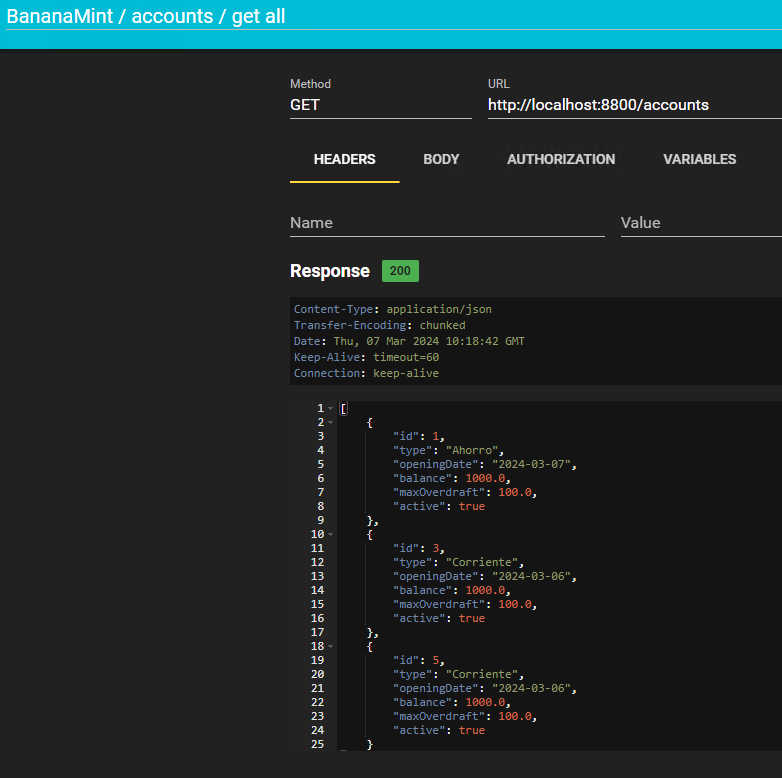 BananaMint / accounts / get all
Method
URL
GET
http://localhost:8800/accounts
HEADERS
BODY
AUTHORIZATION
VARIABLES
Name
Value
Response 200
Content-Type: application/json
Transfer-Encoding: chunked
Date: Thu, 07 Mar 2024 10:18:42 GMT
Keep-Alive: timeout=60
Connection: keep-alive
1 [
2 {
3 "id": 1,
4 "type": "Ahorro",
5 "openingDate": "2024-03-07",
6 "balance": 1000.0,
7 "maxOverdraft": 100.0,
8 "active": true
9 },
10 {
11 "id": 3,
12 "type": "Corriente",
13 "openingDate": "2024-03-06",
14 "balance": 1000.0,
15 "maxOverdraft": 100.0,
16 "active": true
17 },
18 {
19 "id": 5,
20 "type": "Corriente",
21 "openingDate": "2024-03-06",
22 "balance": 1000.0,
23 "maxOverdraft": 100.0,
24 "active": true
25 }